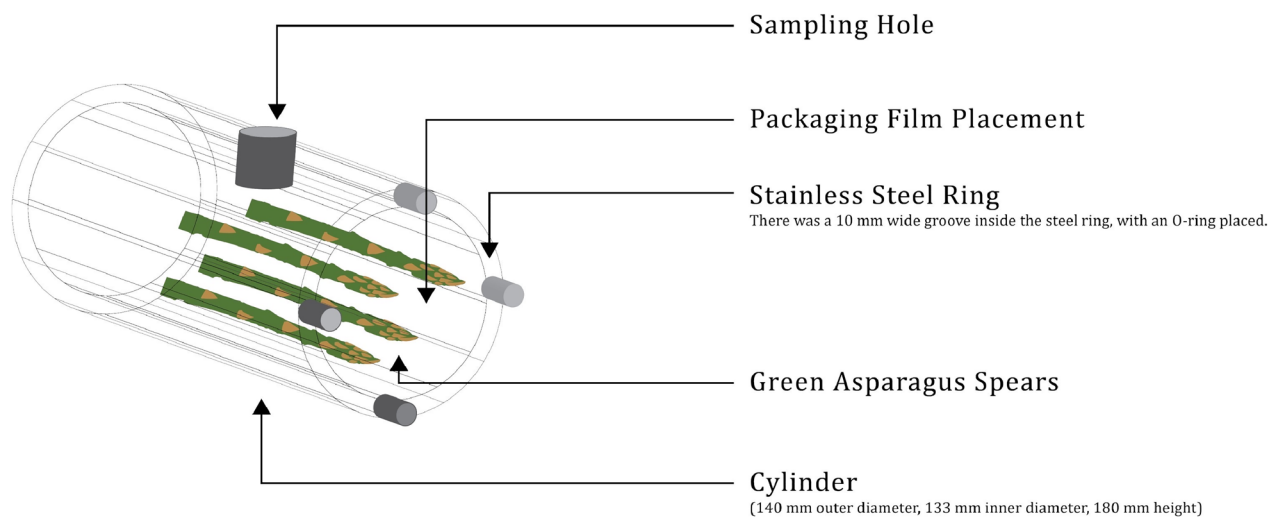 Sampling Hole
Packaging Film Placement
Stainless Steel Ring
There was a 10 mm wide groove inside the steel ring, with an O-ring placed.
Green Asparagus Spears
Cylinder
(140 mm outer diameter, 133 mm inner diameter, 180 mm height)